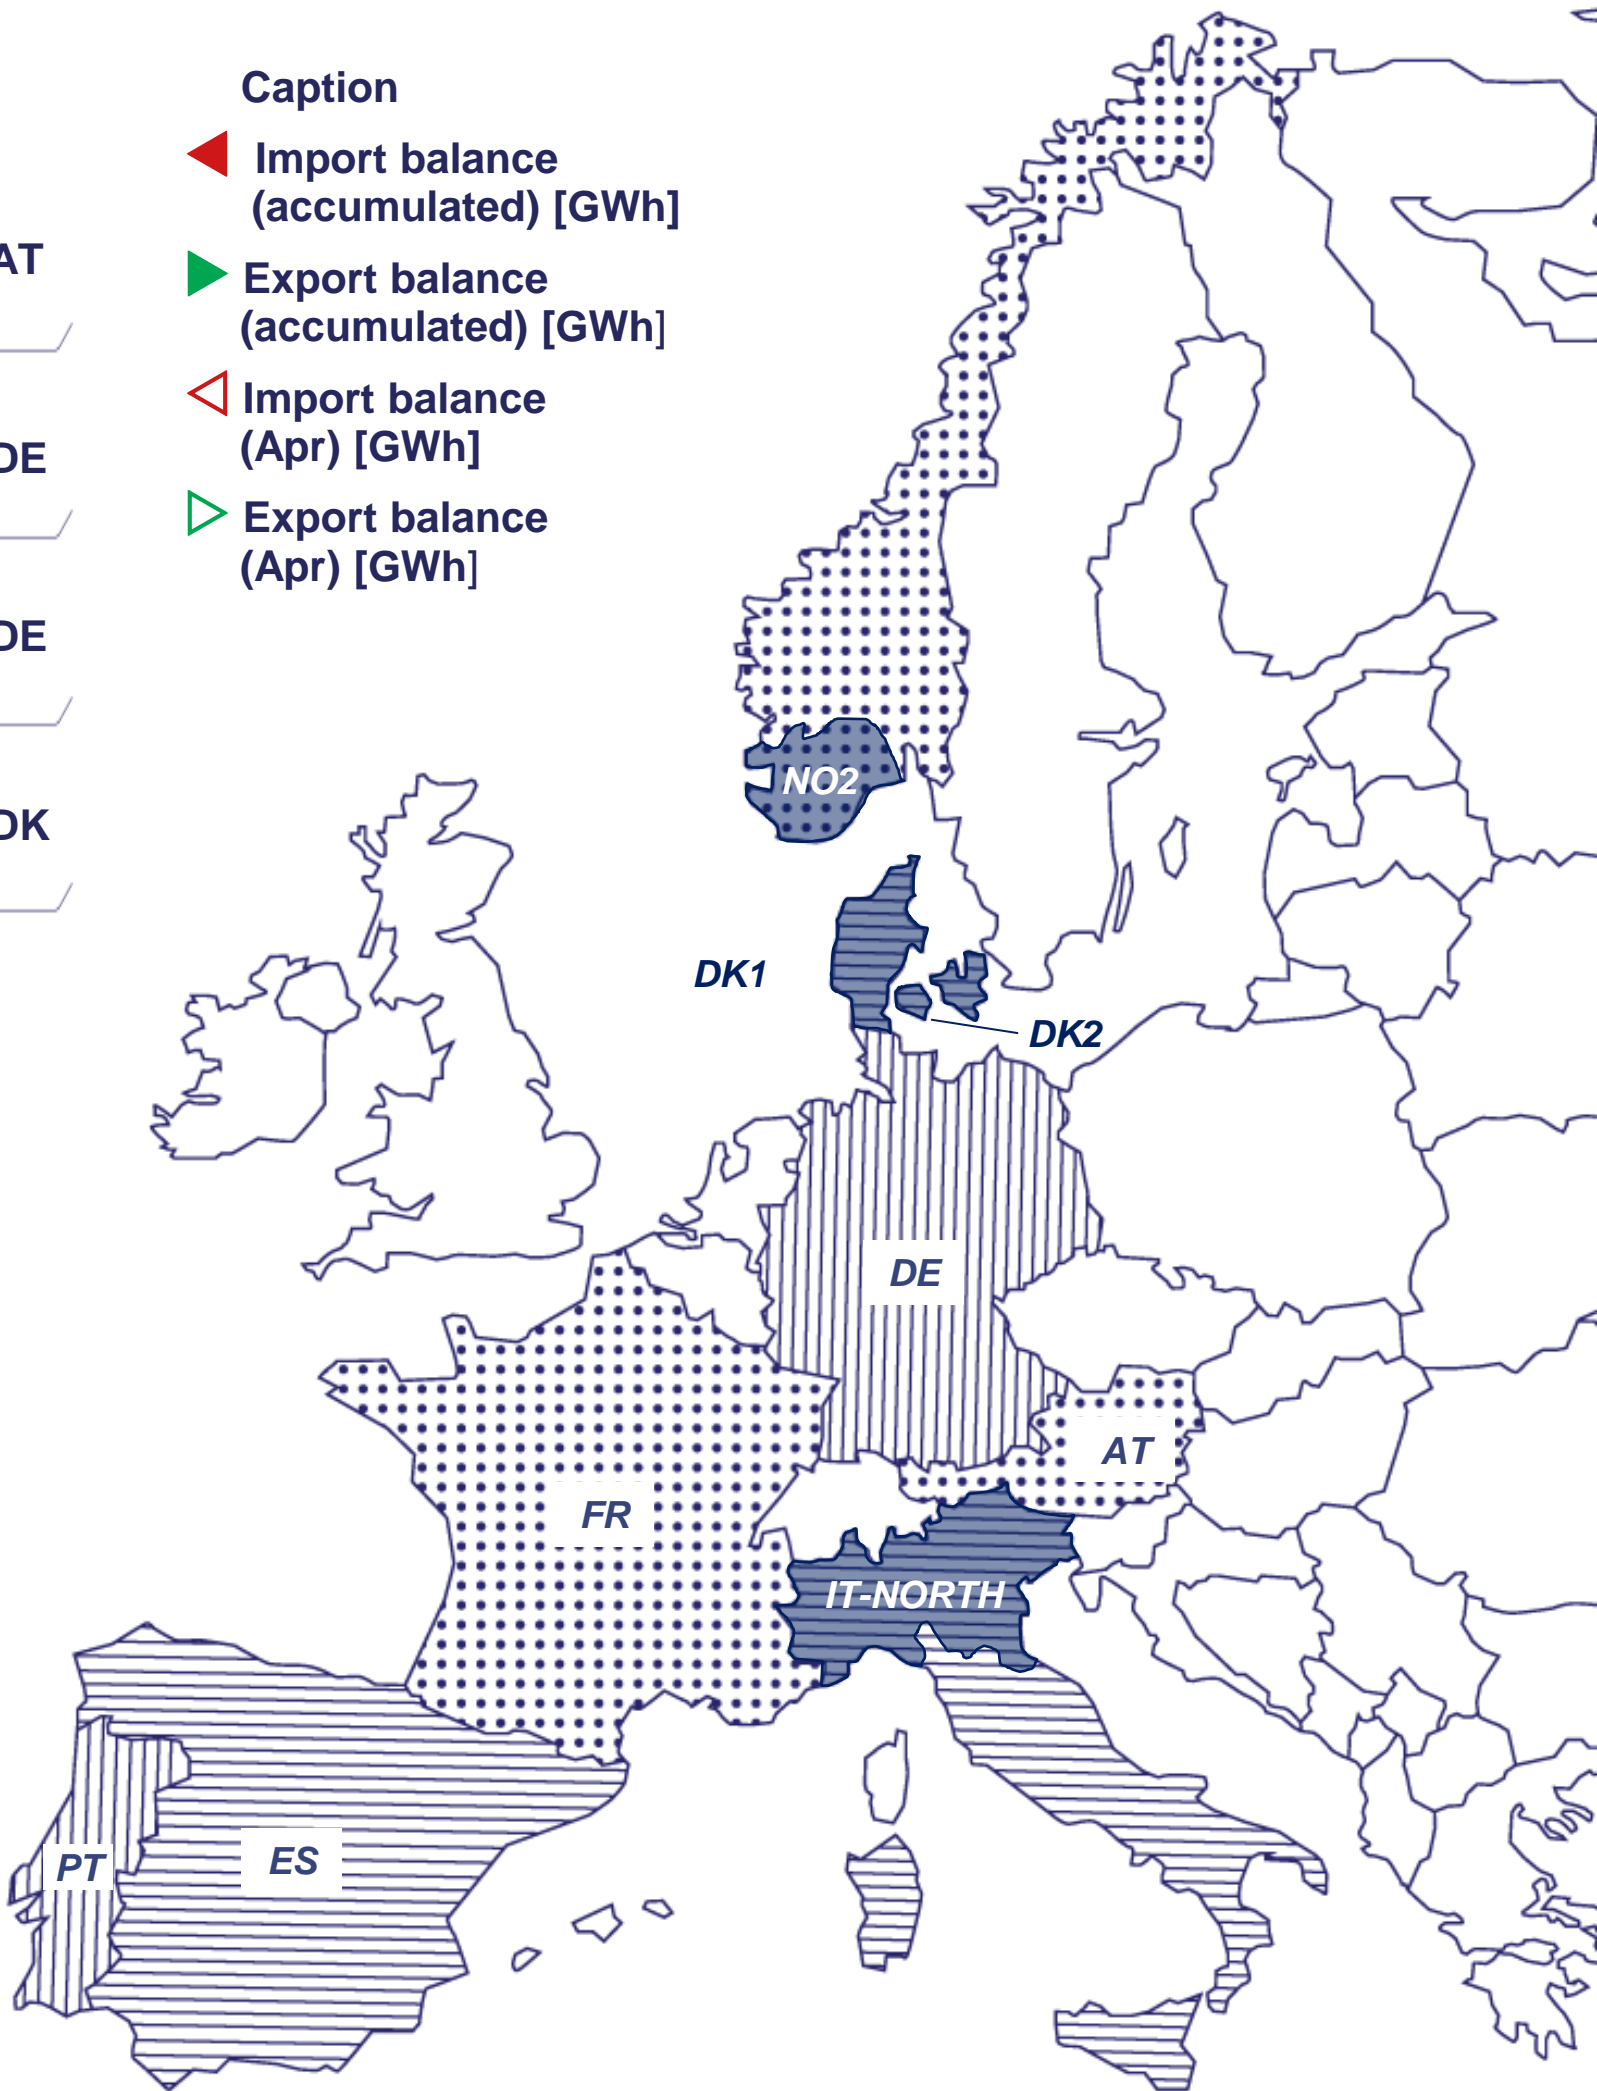 Caption
Import balance
(accumulated) [GWh]
Export balance
(accumulated) [GWh]
Import balance
(Apr) [GWh]
Export balance
(Apr) [GWh]
AT
DE
DE
DK
NO2
DK1
DK2
DE
AT
FR
IT-NORTH
PT
ES